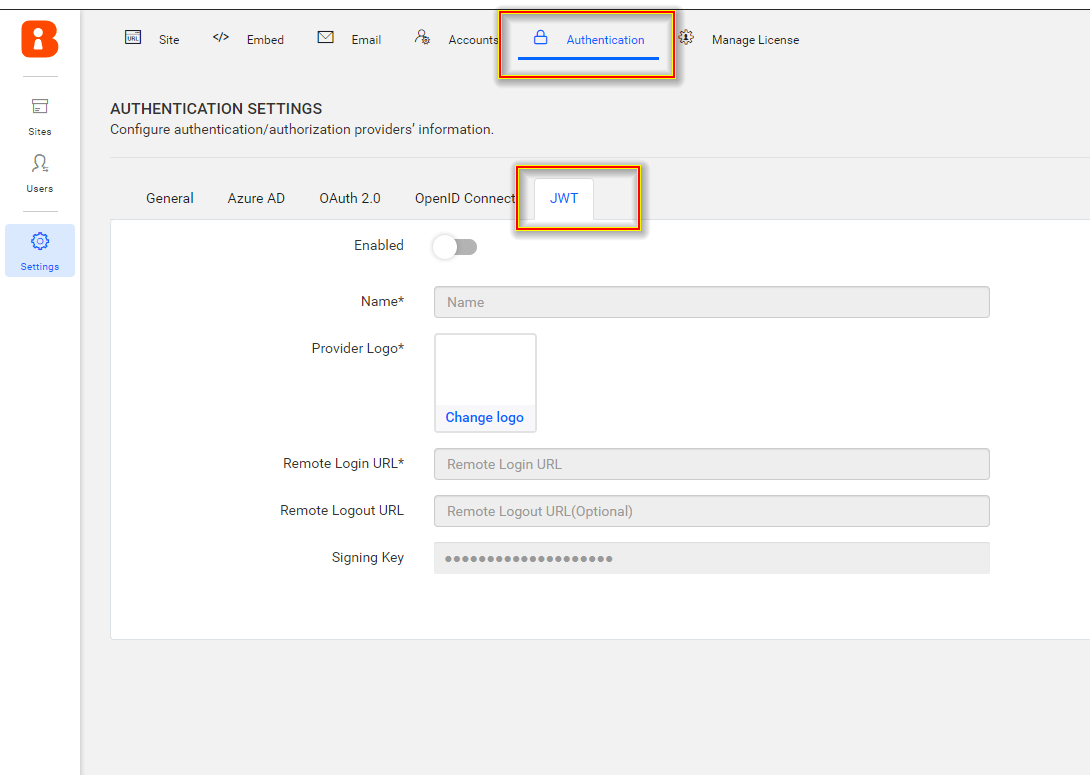 URL Site </> Embed Email Accounts Authentication Manage License
AUTHENTICATION SETTINGS
Configure authentication/authorization providers’ information.
Sites
Users
Settings
General Azure AD OAuth 2.0 OpenID Connect JWT
Enabled
Name* Name
Provider Logo*
Change logo
Remote Login URL* Remote Login URL
Remote Logout URL Remote Logout URL(Optional)
Signing Key ●●●●●●●●●●●●●●●●●●●●